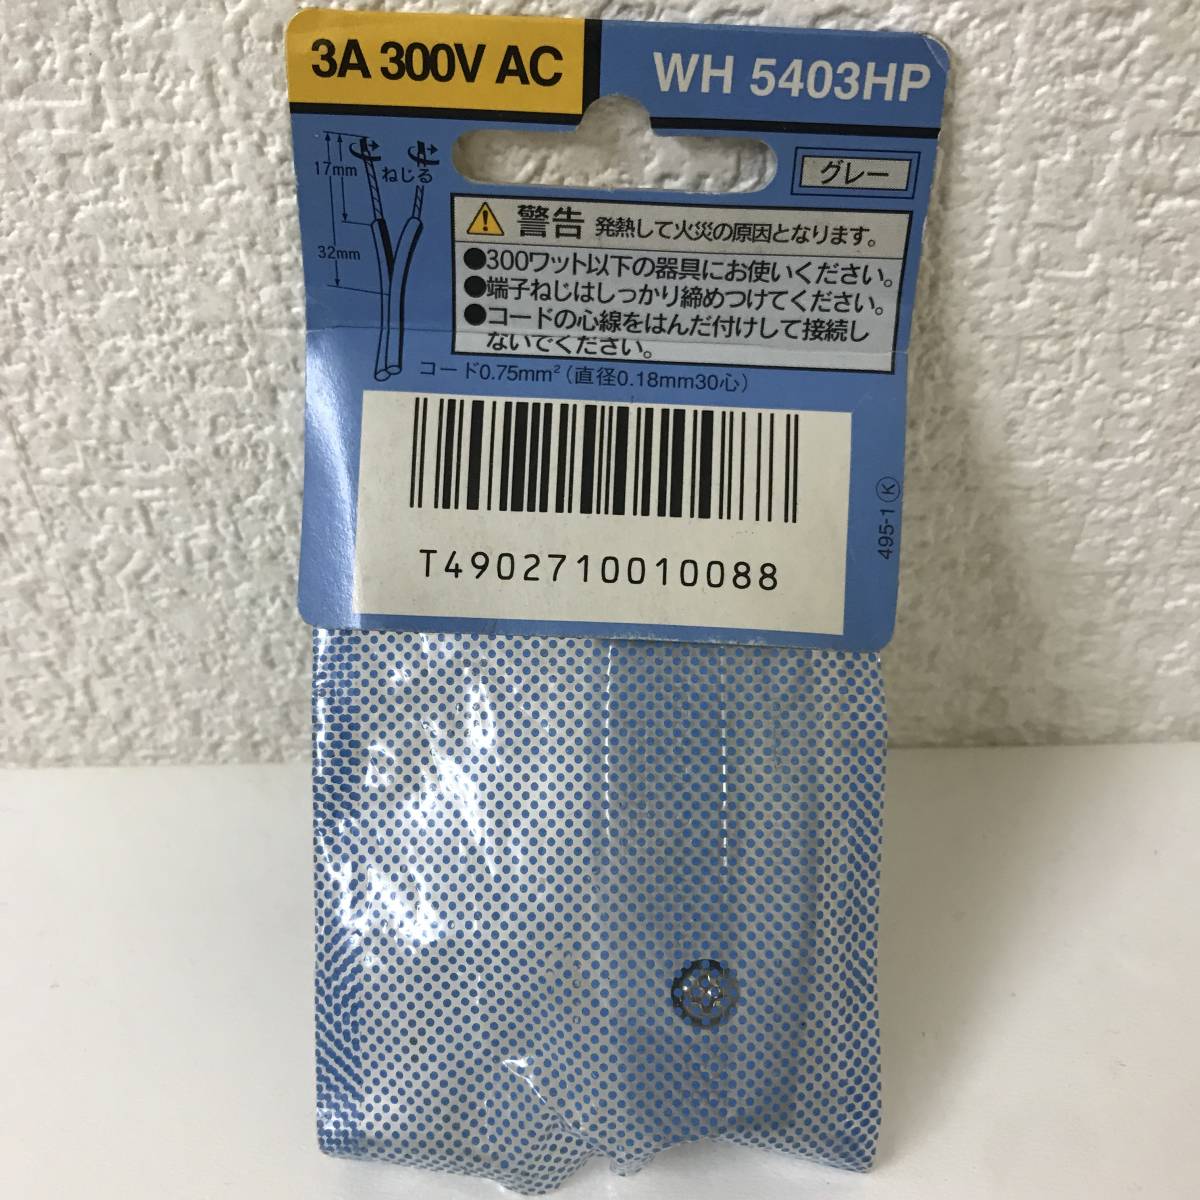 3A 300V AC
WH 5403HP
グレー
17mm
ねじる
32mm
警告 発熱して火災の原因となります。
●300ワット以下の器具にお使いください。
●端子ねじはしっかり締めつけてください。
●コードの心線をはんだ付けして接続し
ないでください。
コード0.75mm²(直径0.18mm30心)
T4902710010088
495-1 Ⓚ